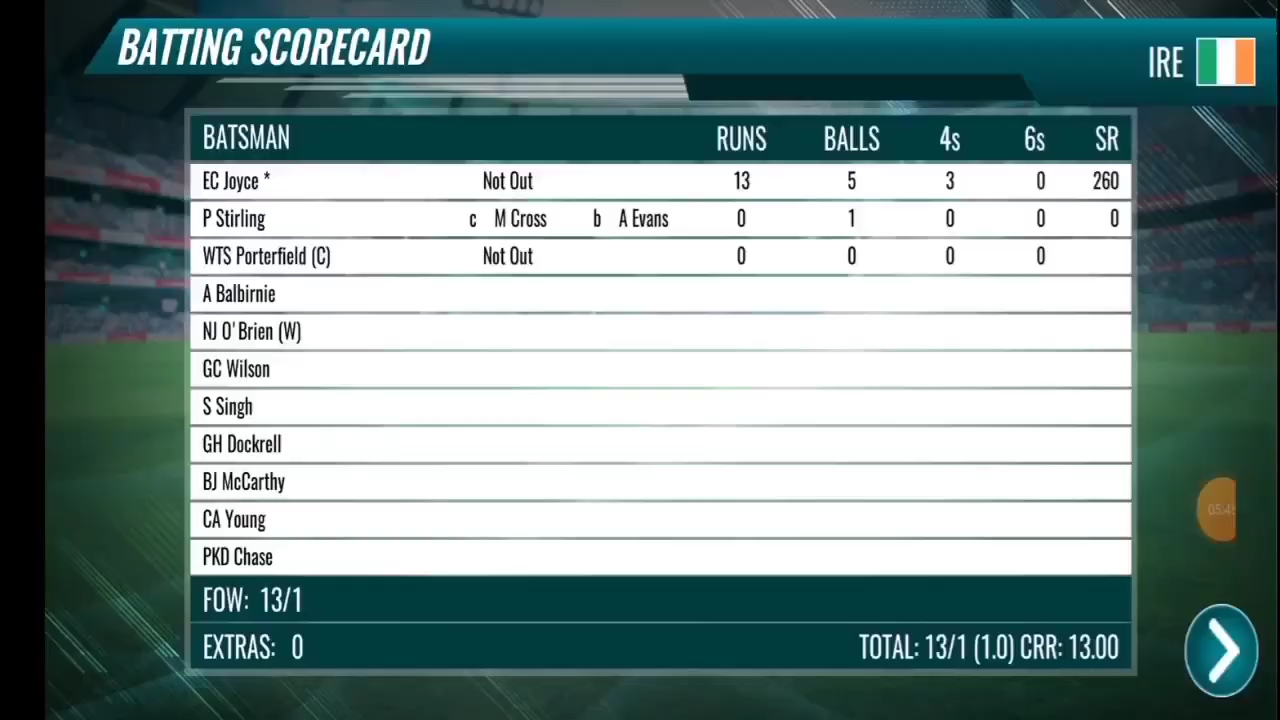 BATTING SCORECARD
IRE
BATSMAN RUNS BALLS 4s 6s SR
EC Joyce * Not Out 13 5 3 0 260
P Stirling c M Cross b A Evans 0 1 0 0 0
WTS Porterfield (C) Not Out 0 0 0 0
A Balbirnie
NJ O'Brien (W)
GC Wilson
S Singh
GH Dockrell
BJ McCarthy
CA Young
PKD Chase
FOW: 13/1
EXTRAS: 0 TOTAL: 13/1 (1.0) CRR: 13.00